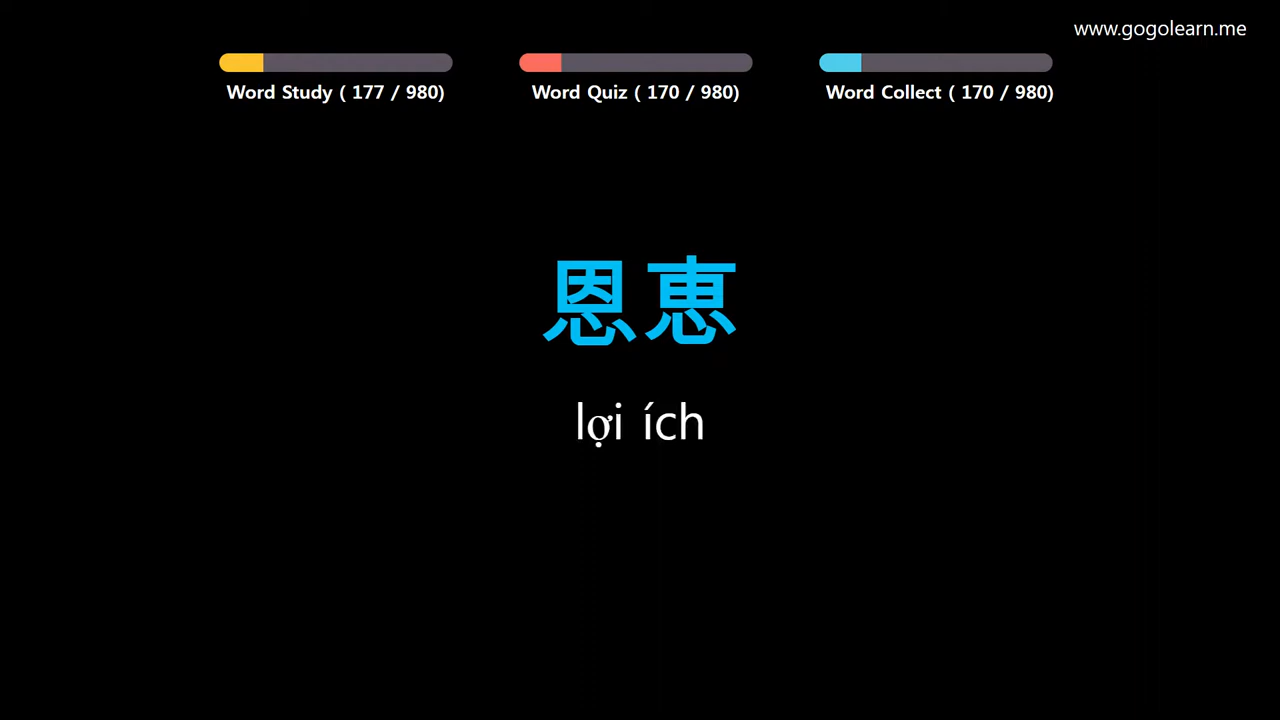 www.gogolearn.me
Word Study ( 177 / 980)
Word Quiz ( 170 / 980)
Word Collect ( 170 / 980)
恩恵
lợi ích